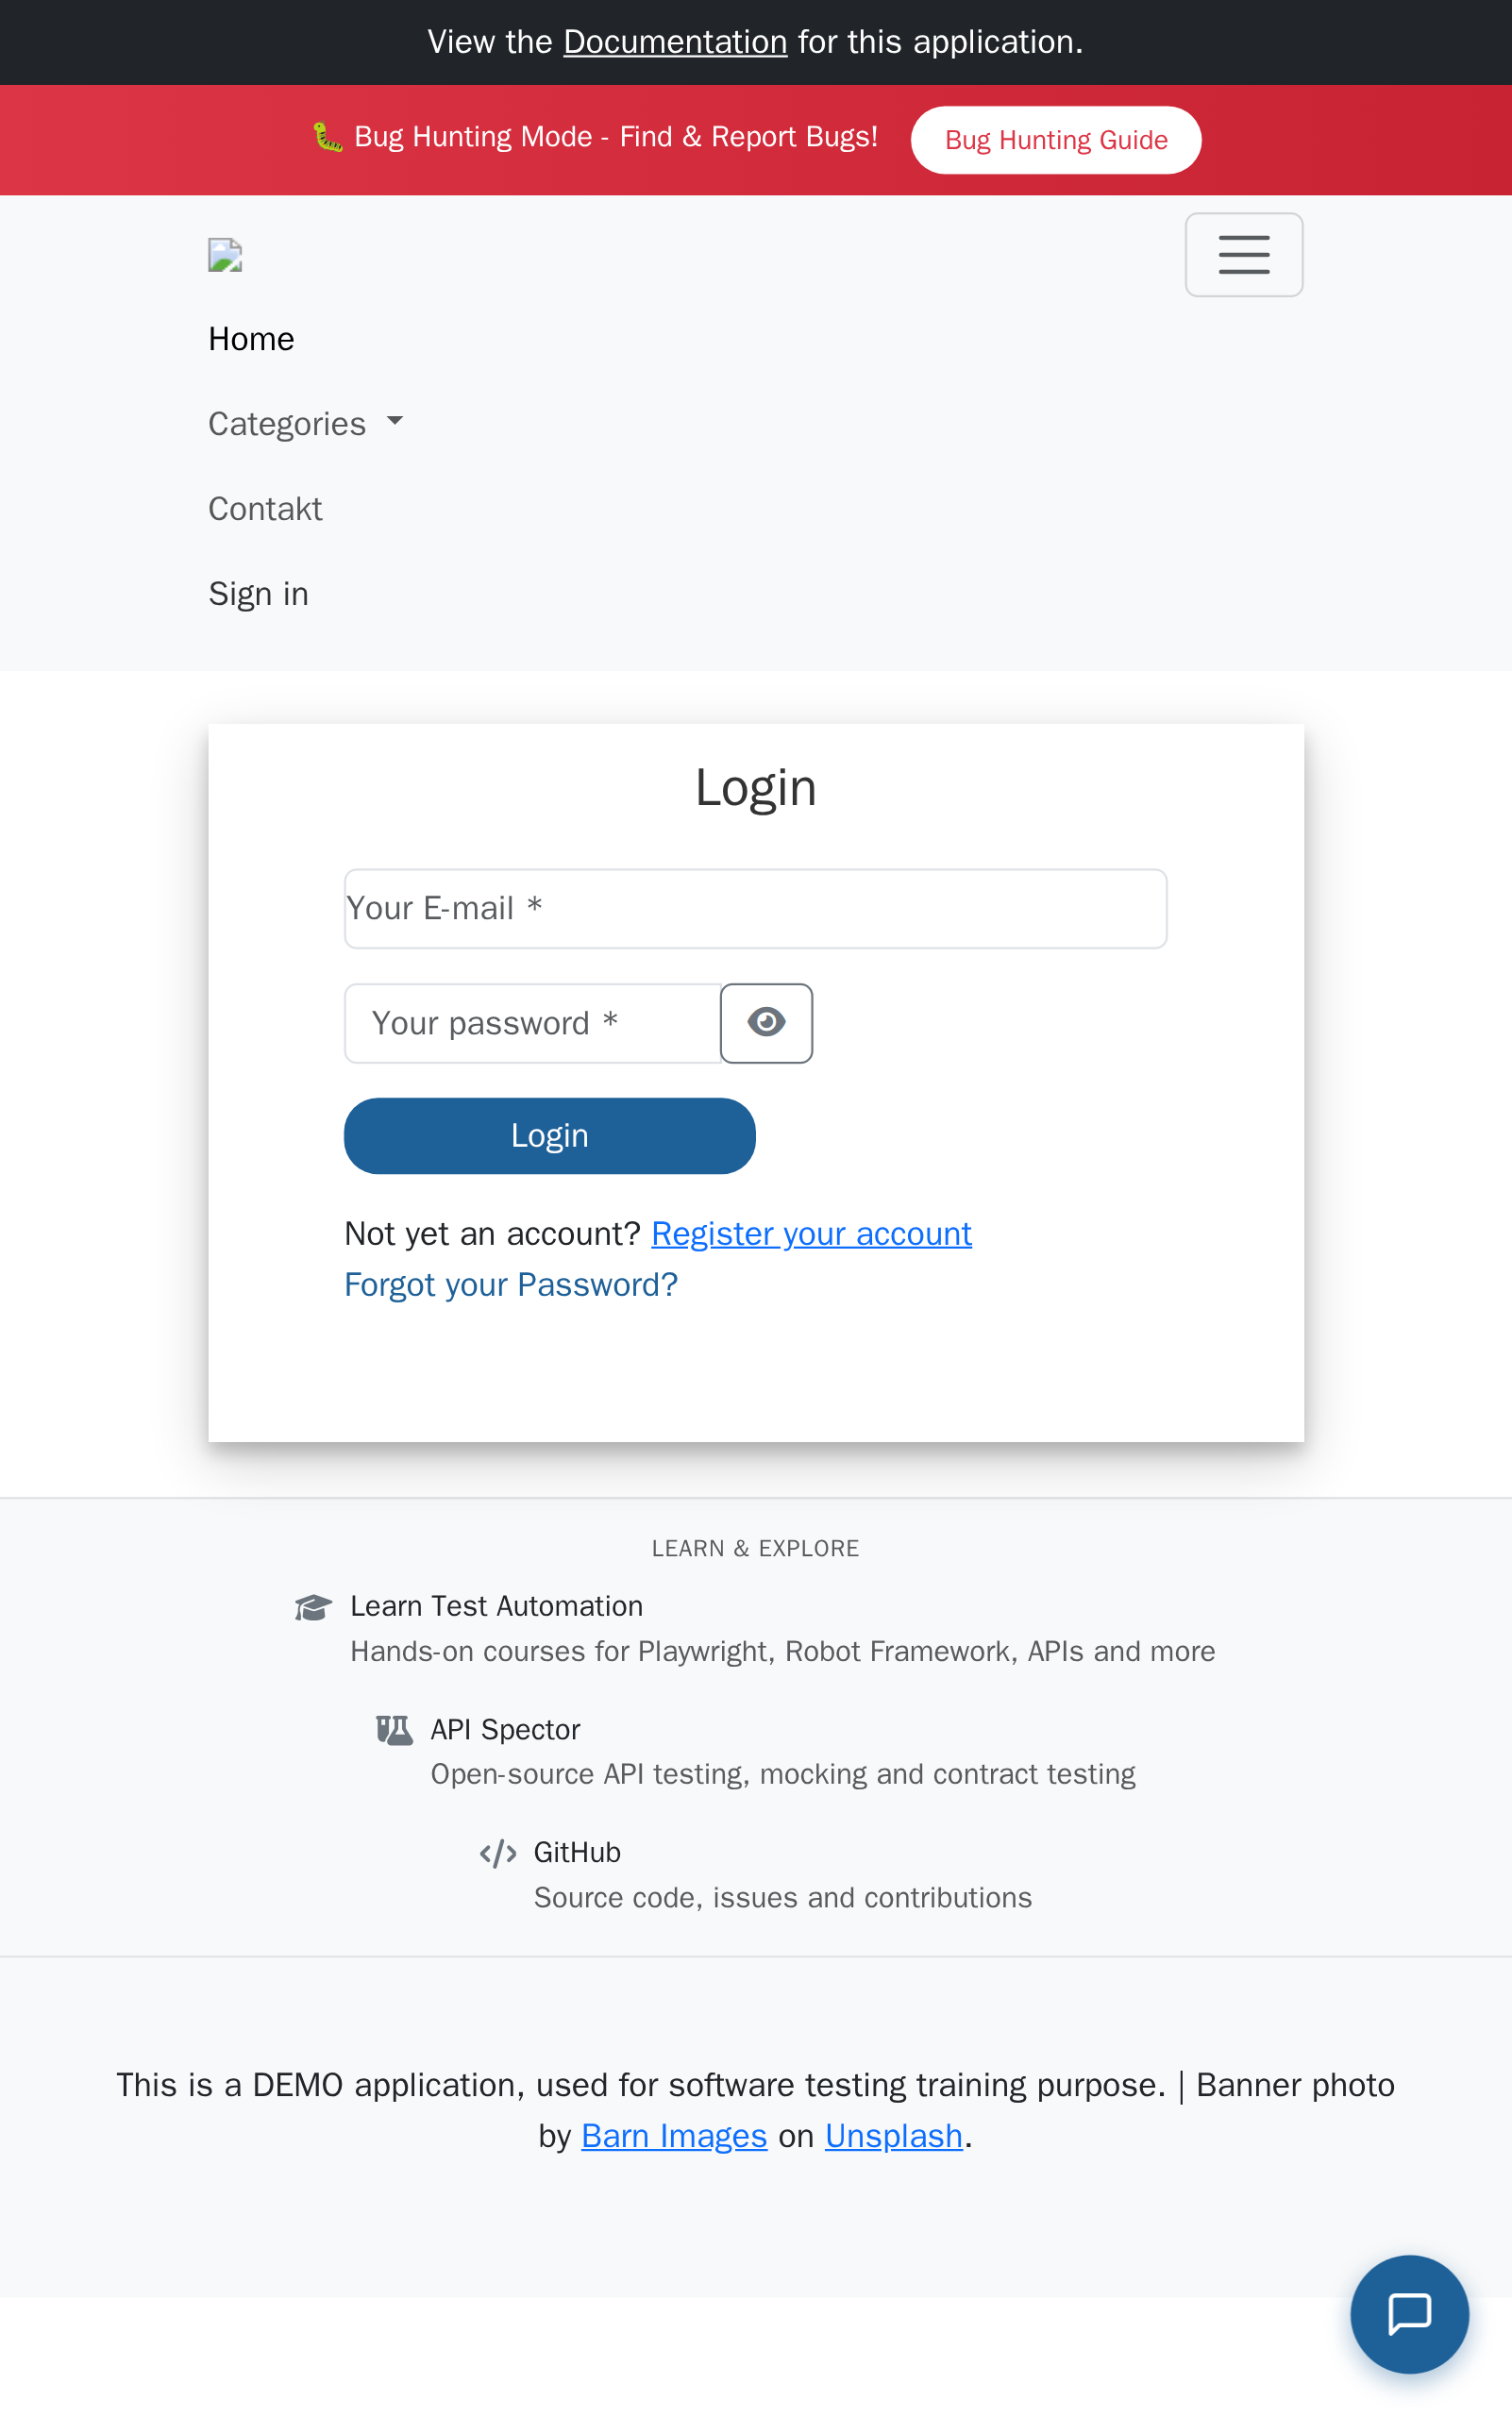 View the Documentation for this application.
🐛 Bug Hunting Mode - Find & Report Bugs! Bug Hunting Guide
Home
Categories
Contakt
Sign in
Login
Your E-mail *
Your password *
Login
Not yet an account? Register your account
Forgot your Password?
LEARN & EXPLORE
Learn Test Automation
Hands-on courses for Playwright, Robot Framework, APIs and more
API Spector
Open-source API testing, mocking and contract testing
GitHub
Source code, issues and contributions
This is a DEMO application, used for software testing training purpose. | Banner photo
by Barn Images on Unsplash.